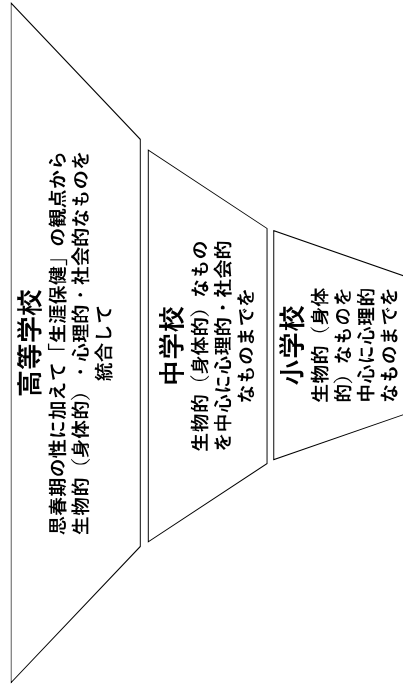 高等学校
思春期の性に加えて「生涯保健」の観点から
生物的（身体的）・心理的・社会的なものを
統合して
中学校
生物的（身体的）なもの
を中心に心理的・社会的
なものまでを
小学校
生物的（身体
的）なものを
中心に心理的
なものまでを